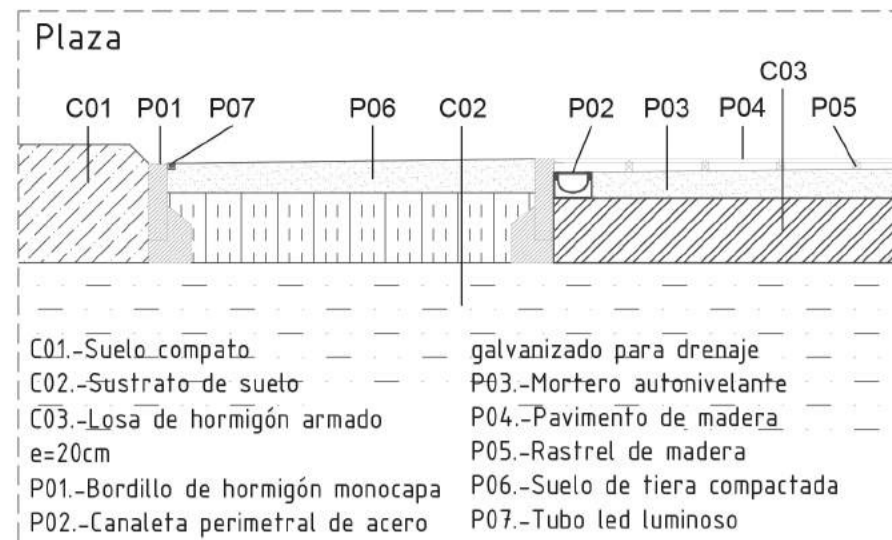 Plaza
C03
C01 P01 P07 P06 C02 P02 P03 P04 P05
C01.-Suelo compato
C02.-Sustrato de suelo
C03.-Losa de hormigón armado
e=20cm
P01.-Bordillo de hormigón monocapa
P02.-Canaleta perimetral de acero
galvanizado para drenaje
P03.-Mortero autonivelante
P04.-Pavimento de madera
P05.-Rastrel de madera
P06.-Suelo de tiera compactada
P07.-Tubo led luminoso